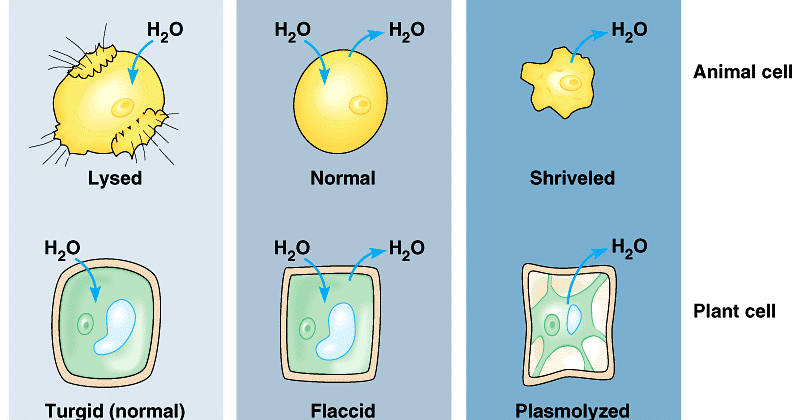 H₂O
H₂O
H₂O
H₂O
Animal cell
Lysed
Normal
Shriveled
H₂O
H₂O
H₂O
H₂O
Plant cell
Turgid (normal)
Flaccid
Plasmolyzed